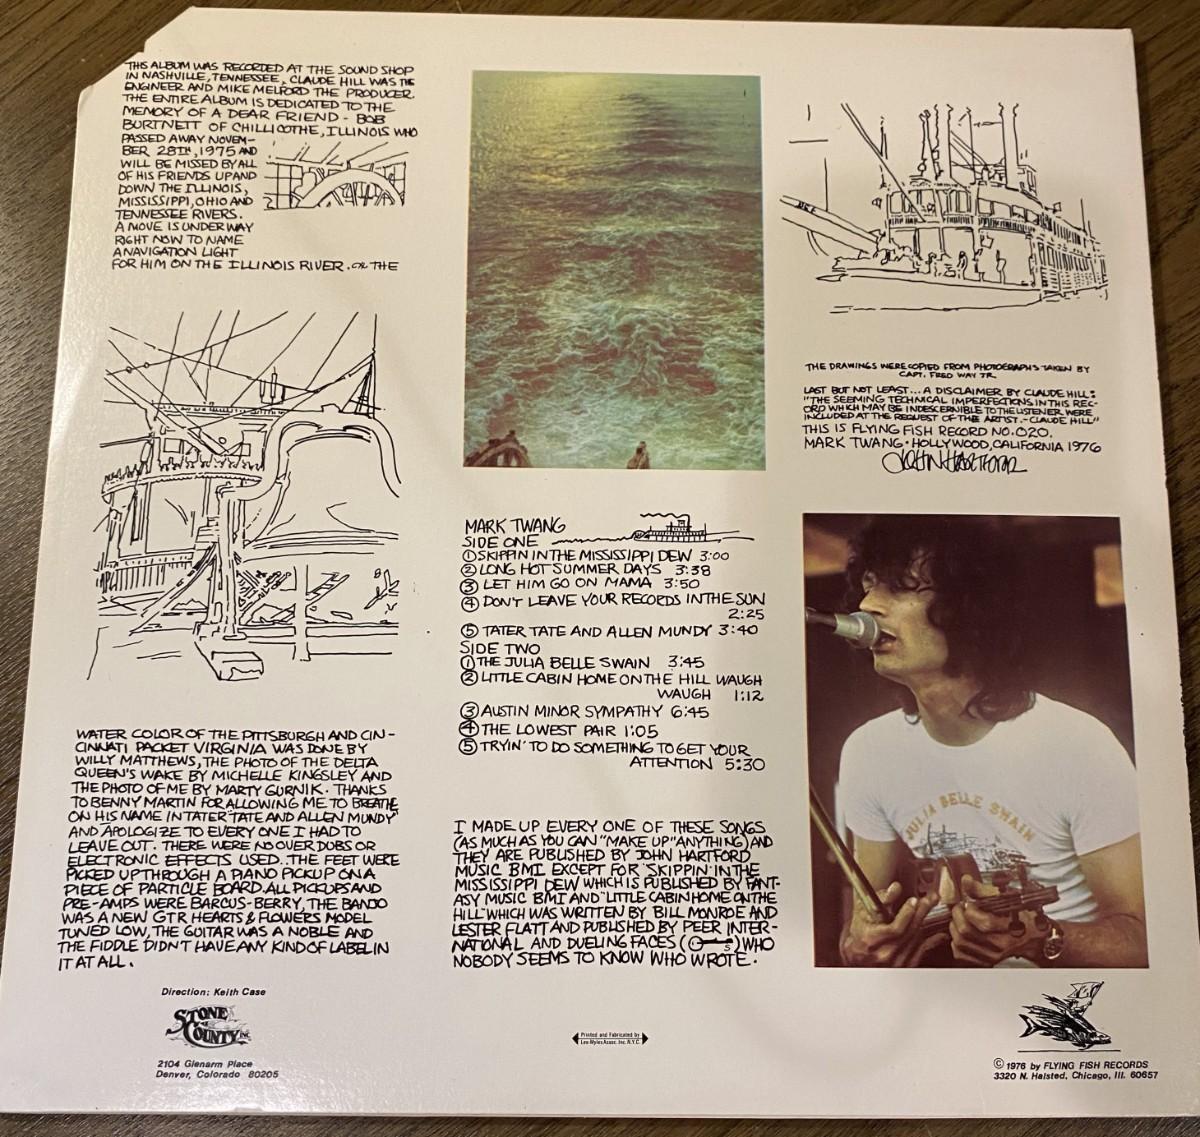 THIS ALBUM WAS RECORDED AT THE SOUND SHOP
IN NASHVILLE, TENNESSEE, CLAUDE HILL WAS THE
ENGINEER AND MIKE MELFORD THE PRODUCER.
THE ENTIRE ALBUM IS DEDICATED TO THE
MEMORY OF A DEAR FRIEND - BOB
BURTNETT OF CHILLICOTHE, ILLINOIS WHO
PASSED AWAY NOVEM-
BER 28TH, 1975 AND
WILL BE MISSED BY ALL
OF HIS FRIENDS UP AND
DOWN THE ILLINOIS,
MISSISSIPPI, OHIO AND
TENNESSEE RIVERS.
A MOVE IS UNDER WAY
RIGHT NOW TO NAME
A NAVIGATION LIGHT
FOR HIM ON THE ILLINOIS RIVER. ON THE
WATER COLOR OF THE PITTSBURGH AND CIN-
CINNATI PACKET VIRGINIA WAS DONE BY
WILLY MATTHEWS, THE PHOTO OF THE DELTA
QUEEN'S WAKE BY MICHELLE KINGSLEY AND
THE PHOTO OF ME BY MARTY GURNIK. THANKS
TO BENNY MARTIN FOR ALLOWING ME TO BREATHE
ON HIS NAME IN TATER TATE AND ALLEN MUNDY"
AND APOLOGIZE TO EVERY ONE I HAD TO
LEAVE OUT. THERE WERE NO OVER DUBS OR
ELECTRONIC EFFECTS USED. THE FEET WERE
PICKED UP THROUGH A PIANO PICKUP ON A
PIECE OF PARTICLE BOARD. ALL PICKUPS AND
PRE-AMPS WERE BARCUS-BERRY, THE BANJO
WAS A NEW GTR HEARTS & FLOWERS MODEL
TUNED LOW, THE GUITAR WAS A NOBLE AND
THE FIDDLE DIDN'T HAVE ANY KIND OF LABEL IN
IT AT ALL.
Direction: Keith Case
STONE COUNTY INC.
2104 Glenarm Place
Denver, Colorado 80205
MARK TWANG
SIDE ONE
① SKIPPIN IN THE MISSISSIPPI DEW 3:00
② LONG HOT SUMMER DAYS 3:38
③ LET HIM GO ON MAMA 3:50
④ DON'T LEAVE YOUR RECORDS IN THE SUN
2:25
⑤ TATER TATE AND ALLEN MUNDY 3:40
SIDE TWO
① THE JULIA BELLE SWAIN 3:45
② LITTLE CABIN HOME ON THE HILL WAUGH
WAUGH 1:12
③ AUSTIN MINOR SYMPATHY 6:45
④ THE LOWEST PAIR 1:05
⑤ TRYIN' TO DO SOMETHING TO GET YOUR
ATTENTION 5:30
I MADE UP EVERY ONE OF THESE SONGS
(AS MUCH AS YOU CAN "MAKE UP" ANYTHING) AND
THEY ARE PUBLISHED BY JOHN HARTFORD
MUSIC BMI EXCEPT FOR 'SKIPPIN' IN THE
MISSISSIPPI DEW WHICH IS PUBLISHED BY FANT-
ASY MUSIC BMI AND "LITTLE CABIN HOME ON THE
HILL" WHICH WAS WRITTEN BY BILL MONROE AND
LESTER FLATT AND PUBLISHED BY PEER INTER-
NATIONAL AND DUELING FACES ( ) WHO
NOBODY SEEMS TO KNOW WHO WROTE.
Printed and Fabricated by
Lee-Myles Assoc. Inc. N.Y.C.
THE DRAWINGS WERE COPIED FROM PHOTOGRAPHS TAKEN BY
CAPT. FRED WAY JR.
LAST BUT NOT LEAST...A DISCLAIMER BY CLAUDE HILL:
"THE SEEMING TECHNICAL IMPERFECTIONS IN THIS REC-
ORD WHICH MAY BE INDESCERNIBLE TO THE LISTENER WERE
INCLUDED AT THE REQUEST OF THE ARTIST.-CLAUDE HILL"
THIS IS FLYING FISH RECORD NO. 020.
MARK TWANG • HOLLYWOOD, CALIFORNIA 1976
JOHN HARTFORD
JULIA BELLE SWAIN
© 1976 by FLYING FISH RECORDS
3320 N. Halsted, Chicago, Ill. 60657